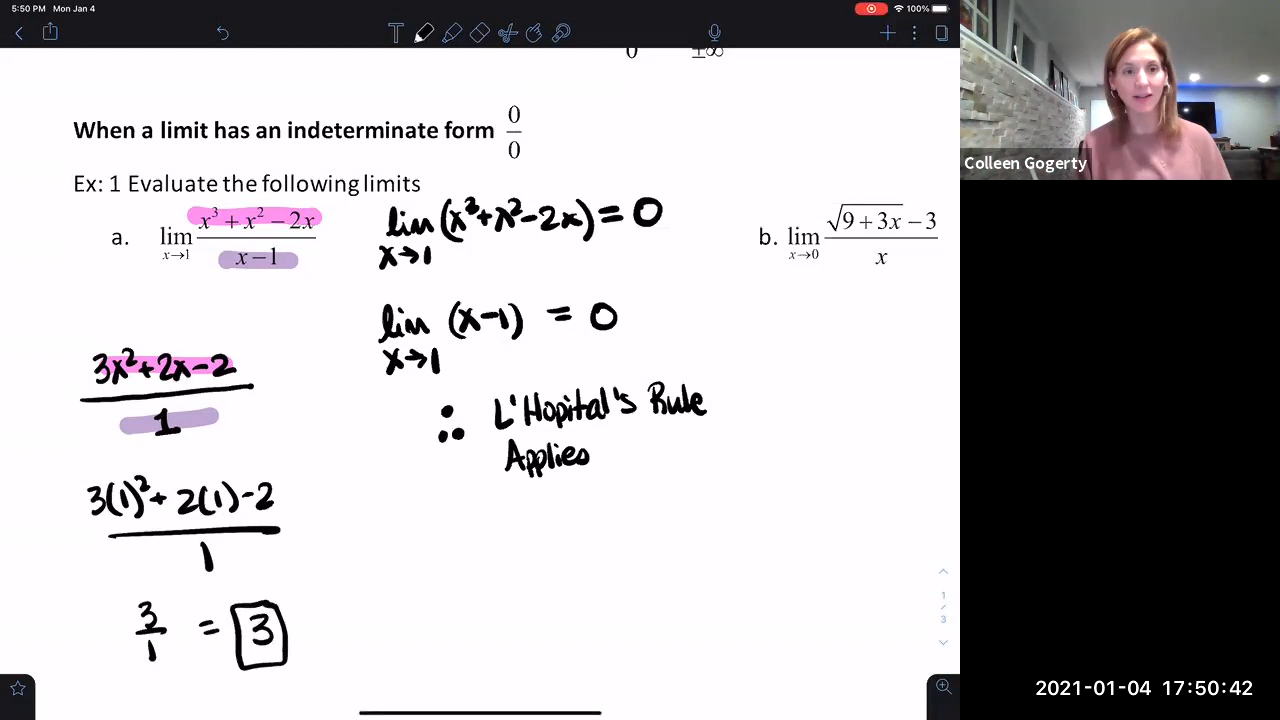 5:50 PM Mon Jan 4
100%
0 ±∞
When a limit has an indeterminate form 0/0
Ex: 1 Evaluate the following limits
a. lim x→1 (x³ + x² − 2x)/(x − 1)
lim x→1 (x³+x²−2x) = 0
b. lim x→0 (√(9 + 3x) − 3)/x
lim x→1 (x−1) = 0
3x²+2x−2
1
∴ L'Hopital's Rule
Applies
3(1)²+2(1)−2
1
3/1 = 3
1/3
Colleen Gogerty
2021-01-04 17:50:42